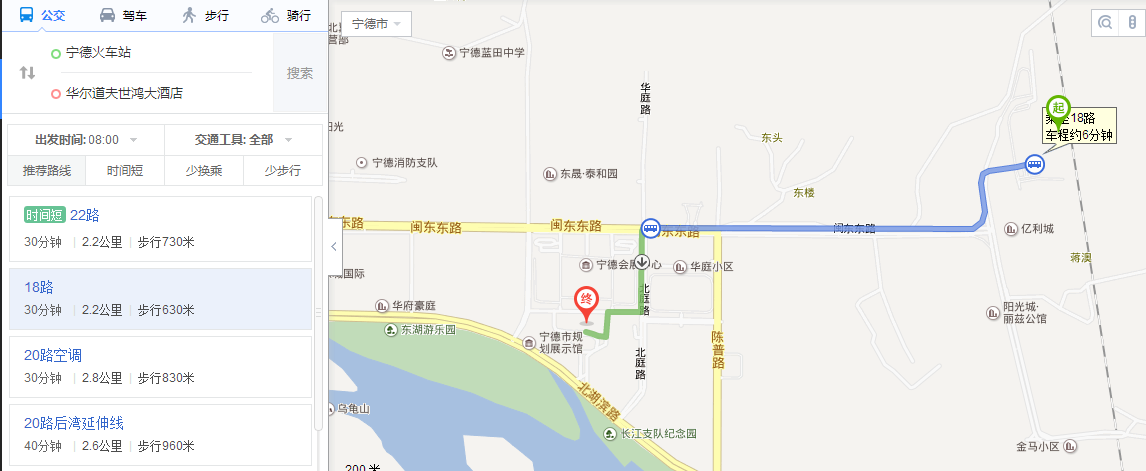 公交
驾车
步行
骑行
宁德火车站
华尔道夫世鸿大酒店
搜索
出发时间: 08:00
交通工具: 全部
推荐路线
时间短
少换乘
少步行
时间短 22路
30分钟 2.2公里 步行730米
18路
30分钟 2.2公里 步行630米
20路空调
30分钟 2.8公里 步行830米
20路后湾延伸线
40分钟 2.6公里 步行960米
宁德市
营部
宁德蓝田中学
华庭路
起
18路
车程约6分钟
阳光
东头
宁德消防支队
东晟·泰和园
东楼
东路
闽东东路
闽东东路
东东路
闽东东路
亿利城
宁德会展中心
华庭小区
蒋澳
国际
北庭路
终
华府豪庭
东湖游乐园
阳光城·
丽兹公馆
宁德市规
划展示馆
北庭路
陈普路
北湖滨路
乌龟山
长江支队纪念园
金马小区
200 米